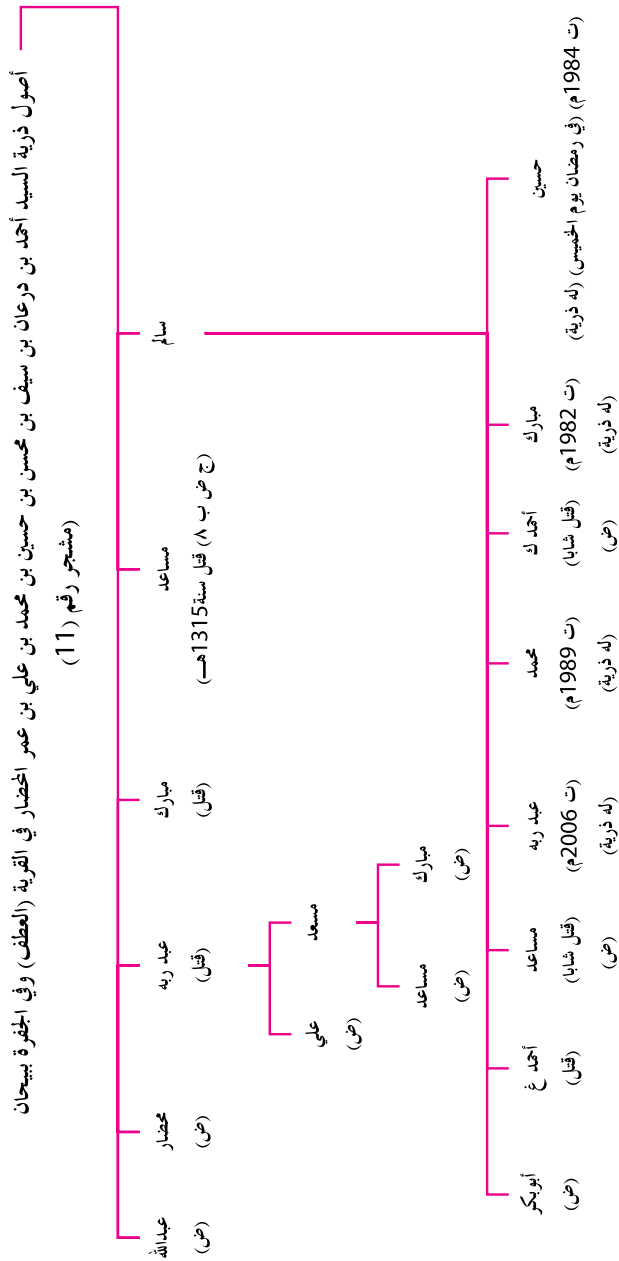 أصول ذرية السيد أحمد بن درعان بن سيف بن محسن بن حسين بن محمد بن علي بن عمر المحضار في القرية (العطف) وفي الجفرة ببيحان
(مشجر رقم (11)
سالم
مساعد
(ج ض ب ٨) قتل سنة1315هـ)
مبارك
(قتل)
عبد ربه
(قتل)
محضار
(ض)
عبدالله
(ض)
مسعد
علي
(ض)
مبارك
(ض)
مساعد
(ض)
حسين
(ت 1984م) (في رمضان يوم الخميس) (له ذرية)
مبارك
(ت 1982م)
(له ذرية)
أحمد ك
(قتل شابا)
(ض)
محمد
(ت 1989م)
(له ذرية)
عبد ربه
(ت 2006م)
(له ذرية)
مساعد
(قتل شابا)
(ض)
أحمد غ
(قتل)
أبوبكر
(ض)